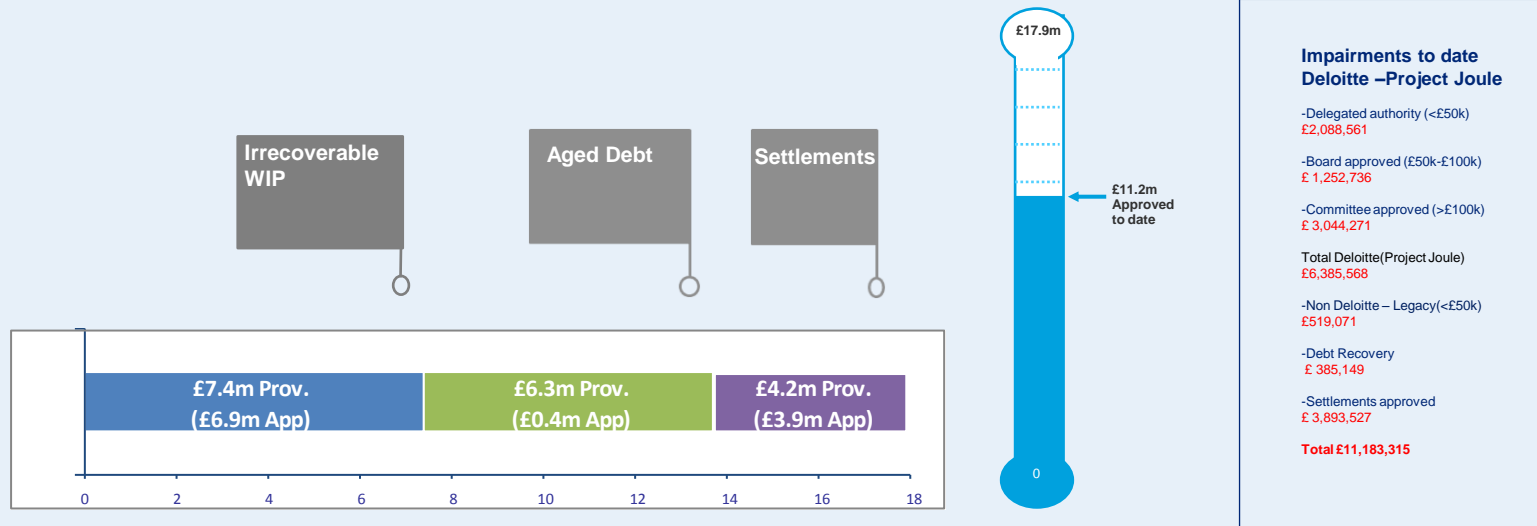 Irrecoverable
WIP
Aged Debt
Settlements
£7.4m Prov.
(£6.9m App)
£6.3m Prov.
(£0.4m App)
£4.2m Prov.
(£3.9m App)
0 2 4 6 8 10 12 14 16 18
£17.9m
£11.2m
Approved
to date
0
Impairments to date
Deloitte –Project Joule
-Delegated authority (<£50k)
£2,088,561
-Board approved (£50k-£100k)
£ 1,252,736
-Committee approved (>£100k)
£ 3,044,271
Total Deloitte(Project Joule)
£6,385,568
-Non Deloitte – Legacy(<£50k)
£519,071
-Debt Recovery
£ 385,149
-Settlements approved
£ 3,893,527
Total £11,183,315